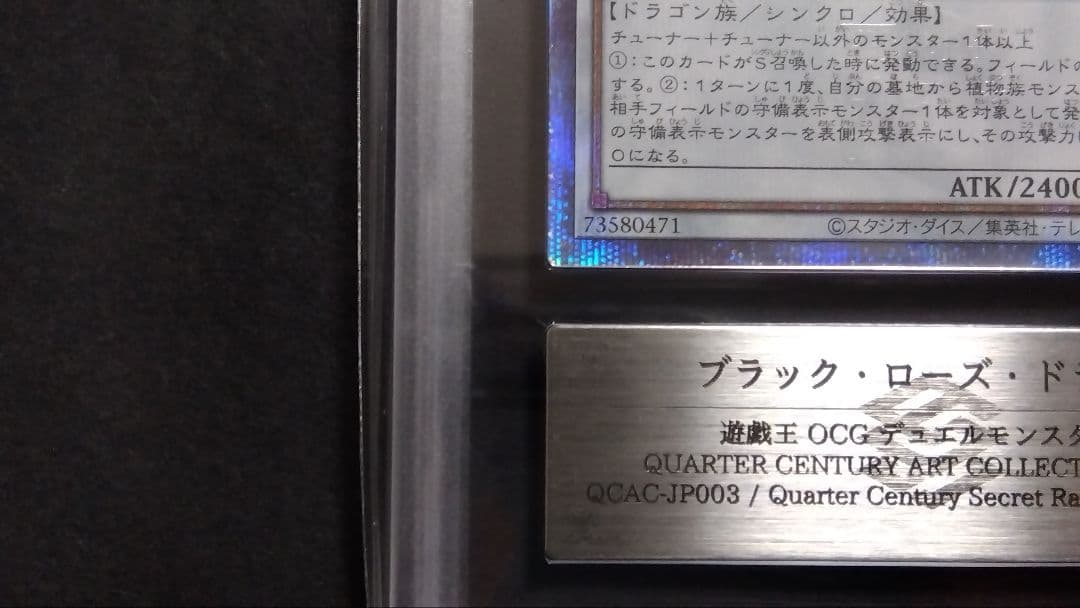 【ドラゴン族／シンクロ／効果】
チューナー＋チューナー以外のモンスター1体以上
①：このカードがS召喚した時に発動できる。フィールドの
する。②：1ターンに1度、自分の墓地から植物族モンス
相手フィールドの守備表示モンスター1体を対象として発
の守備表示モンスターを表側攻撃表示にし、その攻撃力
０になる。
ATK/2400
73580471 ©スタジオ・ダイス／集英社・テレ
ブラック・ローズ・ド
遊戯王 OCG デュエルモンスタ
QUARTER CENTURY ART COLLECT
QCAC-JP003 / Quarter Century Secret Ra